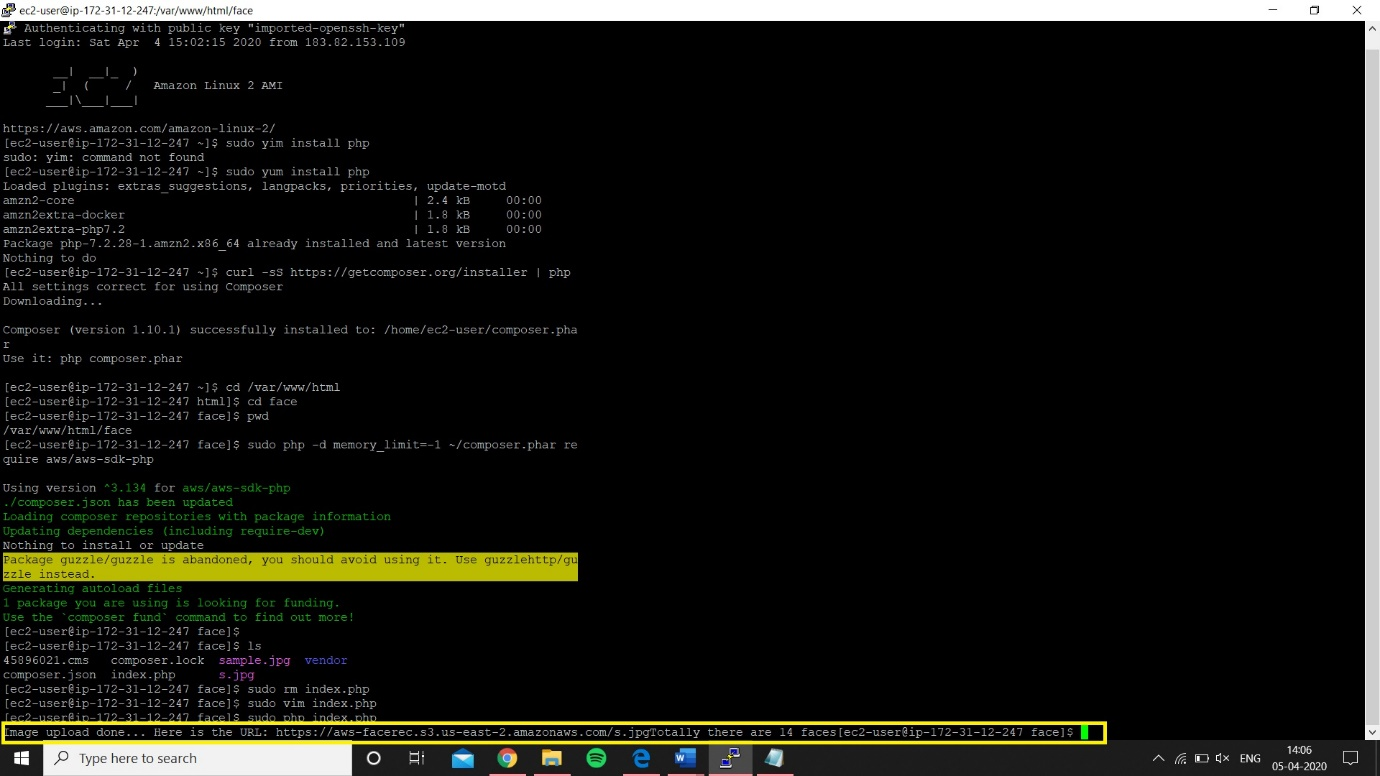 ec2-user@ip-172-31-12-247:/var/www/html/face
Authenticating with public key "imported-openssh-key"
Last login: Sat Apr  4 15:02:15 2020 from 183.82.153.109
__|  __|_  )
_|  (     /   Amazon Linux 2 AMI
___|\___|___|
https://aws.amazon.com/amazon-linux-2/
[ec2-user@ip-172-31-12-247 ~]$ sudo yim install php
sudo: yim: command not found
[ec2-user@ip-172-31-12-247 ~]$ sudo yum install php
Loaded plugins: extras_suggestions, langpacks, priorities, update-motd
amzn2-core | 2.4 kB 00:00
amzn2extra-docker | 1.8 kB 00:00
amzn2extra-php7.2 | 1.8 kB 00:00
Package php-7.2.28-1.amzn2.x86_64 already installed and latest version
Nothing to do
[ec2-user@ip-172-31-12-247 ~]$ curl -sS https://getcomposer.org/installer | php
All settings correct for using Composer
Downloading...
Composer (version 1.10.1) successfully installed to: /home/ec2-user/composer.pha
r
Use it: php composer.phar
[ec2-user@ip-172-31-12-247 ~]$ cd /var/www/html
[ec2-user@ip-172-31-12-247 html]$ cd face
[ec2-user@ip-172-31-12-247 face]$ pwd
/var/www/html/face
[ec2-user@ip-172-31-12-247 face]$ sudo php -d memory_limit=-1 ~/composer.phar re
quire aws/aws-sdk-php
Using version ^3.134 for aws/aws-sdk-php
./composer.json has been updated
Loading composer repositories with package information
Updating dependencies (including require-dev)
Nothing to install or update
Package guzzle/guzzle is abandoned, you should avoid using it. Use guzzlehttp/gu
zzle instead.
Generating autoload files
1 package you are using is looking for funding.
Use the `composer fund` command to find out more!
[ec2-user@ip-172-31-12-247 face]$
[ec2-user@ip-172-31-12-247 face]$ ls
45896021.cms composer.lock sample.jpg vendor
composer.json index.php s.jpg
[ec2-user@ip-172-31-12-247 face]$ sudo rm index.php
[ec2-user@ip-172-31-12-247 face]$ sudo vim index.php
[ec2-user@ip-172-31-12-247 face]$ sudo php index.php
Image upload done... Here is the URL: https://aws-facerec.s3.us-east-2.amazonaws.com/s.jpgTotally there are 14 faces[ec2-user@ip-172-31-12-247 face]$
Type here to search
ENG
14:06
05-04-2020